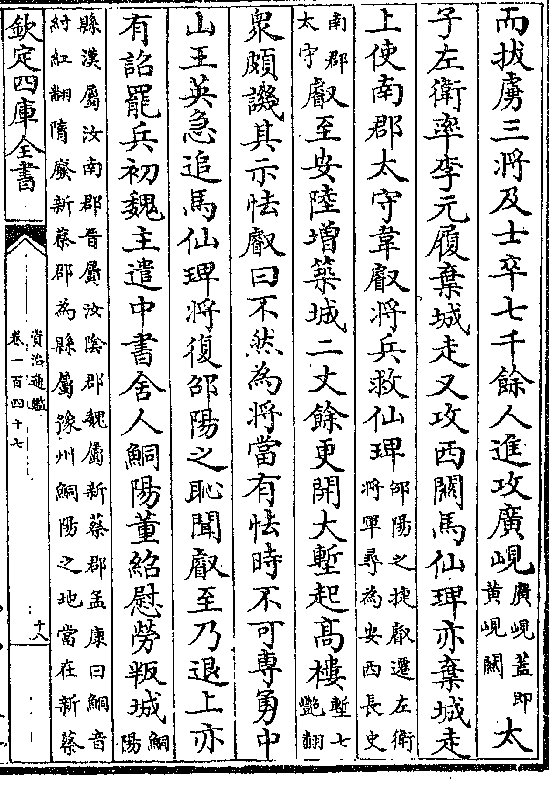 而拔虜三將及士卒七千餘人進攻廣峴廣峴蓋即黃峴關太
子左衛率李元履棄城走又攻西關馬仙琕亦棄城走
上使南郡太守韋叡將兵救仙琕邵陽之捷叡遷左衛將軍尋為安西長史
南郡太守叡至安陸增築城二丈餘更開大塹起髙樓塹七艷翻
衆頗譏其示怯叡曰不然為將當有怯時不可専勇中
山王英急追馬仙琕將復邵陽之恥聞叡至乃退上亦
有詔罷兵初魏主遣中書舍人鮦陽董紹慰勞叛城鮦陽
縣漢屬汝南郡晉屬汝隂郡魏屬新蔡郡孟康曰鮦音
紂紅翻隋廢新蔡郡為縣屬豫州鮦陽之地當在新蔡
欽定四庫全書
資治通鑑
卷一百四十七
十八